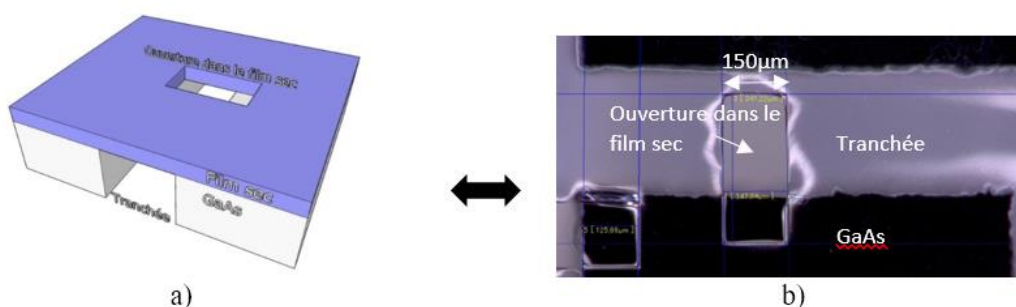 Ouverture dans le film sec
Film sec
GaAs
Tranchée
a)
150µm
Ouverture dans le
film sec
Tranchée
GaAs
b)